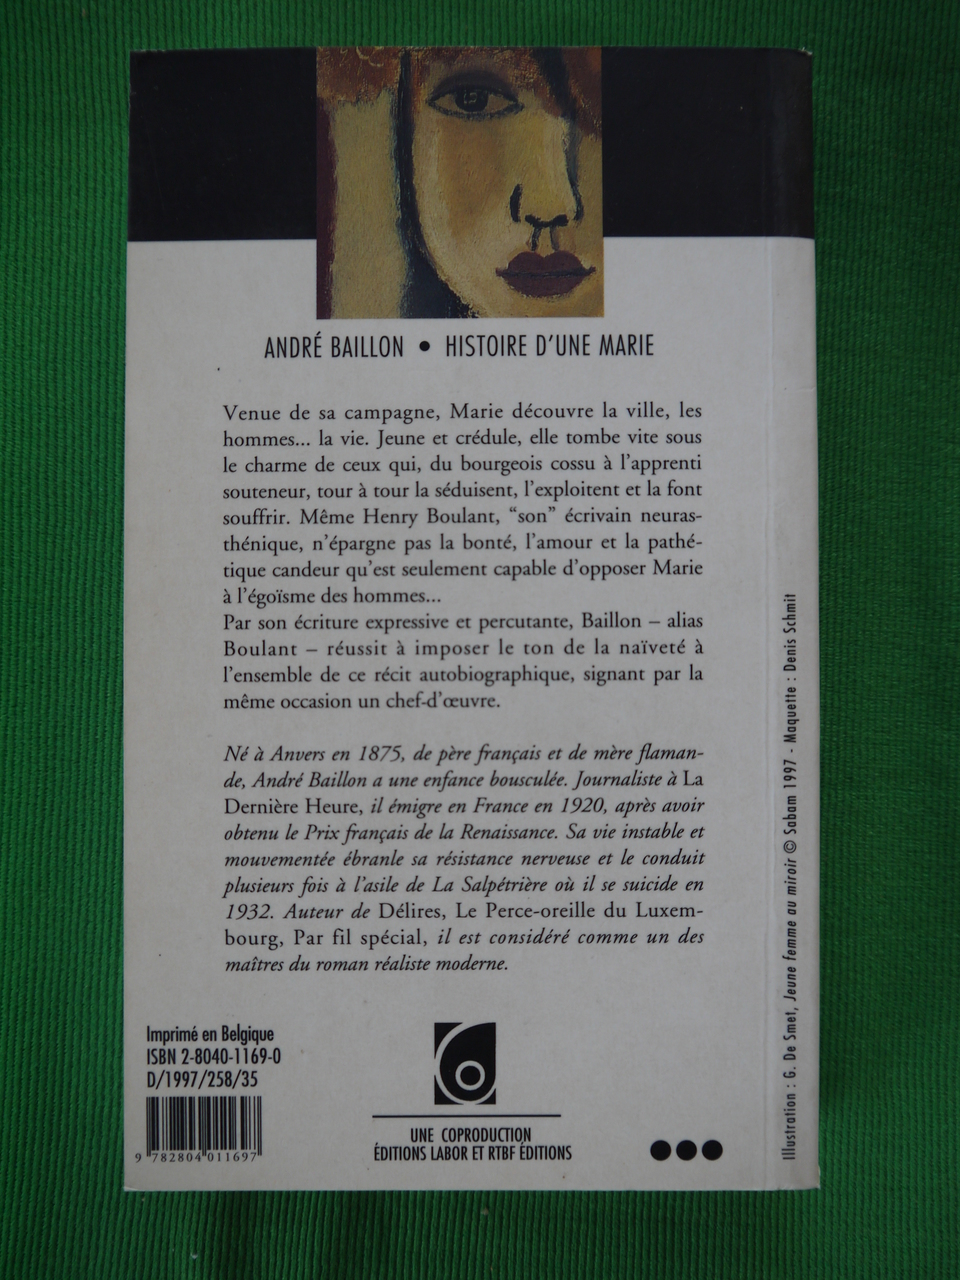 ANDRÉ BAILLON • HISTOIRE D'UNE MARIE
Venue de sa campagne, Marie découvre la ville, les
hommes... la vie. Jeune et crédule, elle tombe vite sous
le charme de ceux qui, du bourgeois cossu à l'apprenti
souteneur, tour à tour la séduisent, l'exploitent et la font
souffrir. Même Henry Boulant, “son” écrivain neuras-
thénique, n'épargne pas la bonté, l'amour et la pathé-
tique candeur qu'est seulement capable d'opposer Marie
à l'égoïsme des hommes...
Par son écriture expressive et percutante, Baillon – alias
Boulant – réussit à imposer le ton de la naïveté à
l'ensemble de ce récit autobiographique, signant par la
même occasion un chef-d'œuvre.
Né à Anvers en 1875, de père français et de mère flaman-
de, André Baillon a une enfance bousculée. Journaliste à La
Dernière Heure, il émigre en France en 1920, après avoir
obtenu le Prix français de la Renaissance. Sa vie instable et
mouvementée ébranle sa résistance nerveuse et le conduit
plusieurs fois à l'asile de La Salpétrière où il se suicide en
1932. Auteur de Délires, Le Perce-oreille du Luxem-
bourg, Par fil spécial, il est considéré comme un des
maîtres du roman réaliste moderne.
Imprimé en Belgique
ISBN 2-8040-1169-0
D/1997/258/35
9 782804 011697
UNE COPRODUCTION
ÉDITIONS LABOR ET RTBF ÉDITIONS
Illustration : G. De Smet, Jeune femme au miroir © Sabam 1997 - Maquette : Denis Schmit